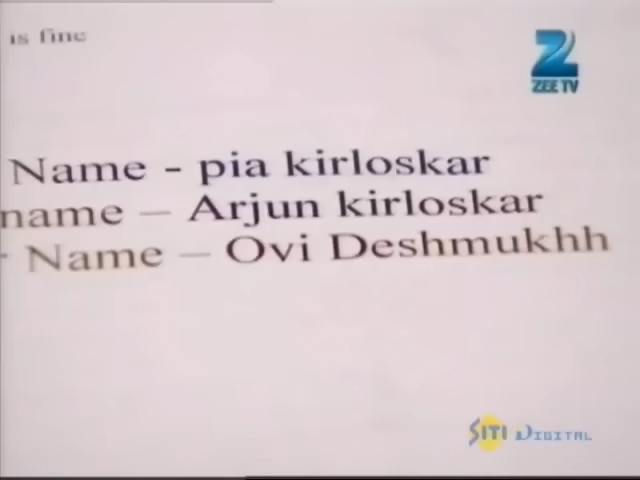 is fine
ZEE TV
Name - pia kirloskar
name – Arjun kirloskar
Name – Ovi Deshmukhh
SITI DIGITAL